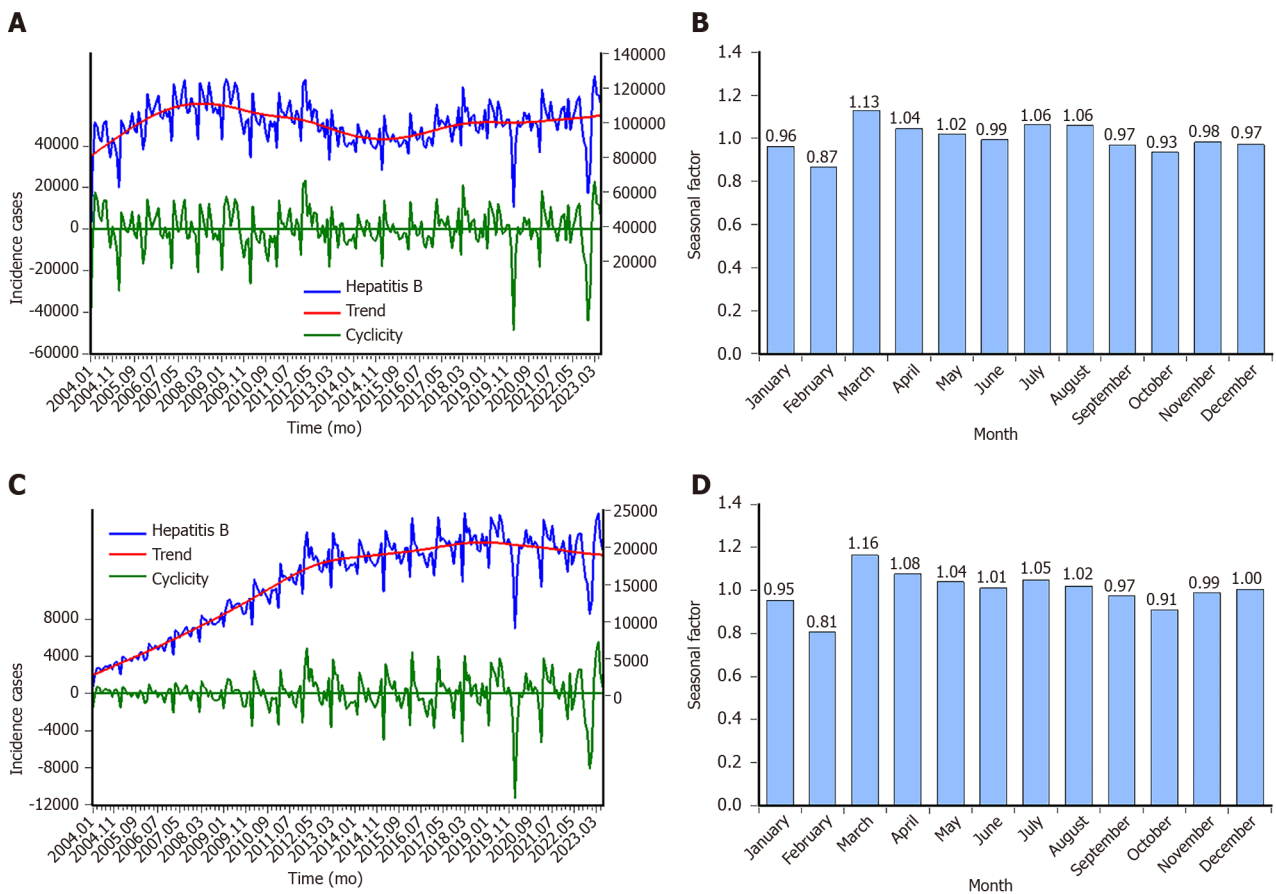 A
B
40000
20000
0
-20000
-40000
-60000
Incidence cases
140000
120000
100000
80000
60000
40000
20000
Hepatitis B
Trend
Cyclicity
2004.01
2004.11
2005.09
2006.07
2007.05
2008.03
2009.01
2009.11
2010.09
2011.07
2012.05
2013.03
2014.01
2014.11
2015.09
2016.07
2017.05
2018.03
2019.01
2019.11
2020.09
2021.07
2022.05
2023.03
Time (mo)
1.4
1.2
1.0
0.8
0.6
0.4
0.2
0.0
Seasonal factor
0.96
0.87
1.13
1.04
1.02
0.99
1.06
1.06
0.97
0.93
0.98
0.97
January
February
March
April
May
June
July
August
September
October
November
December
Month
C
D
8000
4000
0
-4000
-8000
-12000
Incidence cases
25000
20000
15000
10000
5000
0
Hepatitis B
Trend
Cyclicity
2004.01
2004.11
2005.09
2006.07
2007.05
2008.03
2009.01
2009.11
2010.09
2011.07
2012.05
2013.03
2014.01
2014.11
2015.09
2016.07
2017.05
2018.03
2019.01
2019.11
2020.09
2021.07
2022.05
2023.03
Time (mo)
1.4
1.2
1.0
0.8
0.6
0.4
0.2
0.0
Seasonal factor
0.95
0.81
1.16
1.08
1.04
1.01
1.05
1.02
0.97
0.91
0.99
1.00
January
February
March
April
May
June
July
August
September
October
November
December
Month